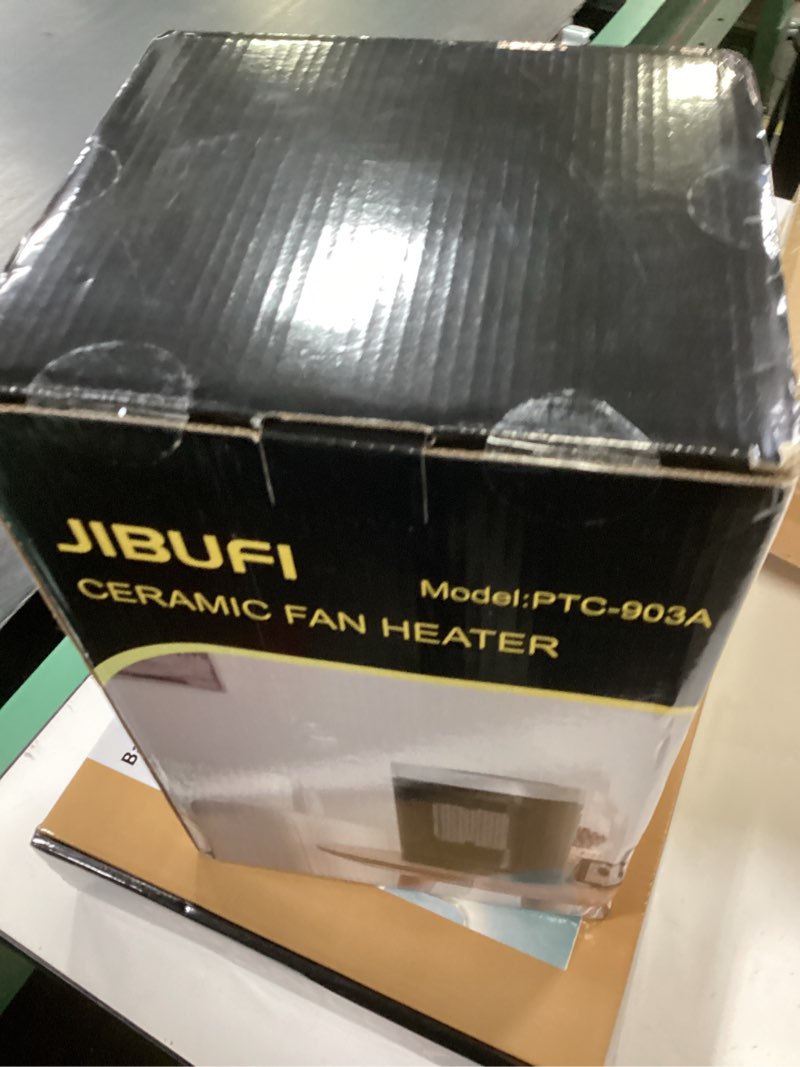 JIBUFI
Model:PTC-903A
CERAMIC FAN HEATER